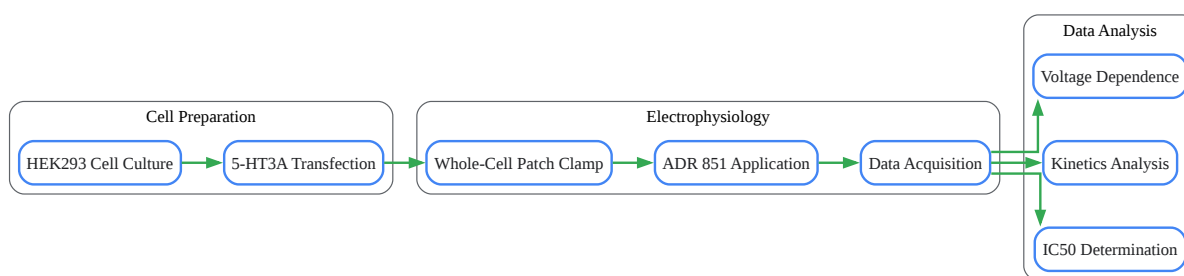 Cell Preparation
HEK293 Cell Culture
5-HT3A Transfection
Electrophysiology
Whole-Cell Patch Clamp
ADR 851 Application
Data Acquisition
Data Analysis
Voltage Dependence
Kinetics Analysis
IC50 Determination